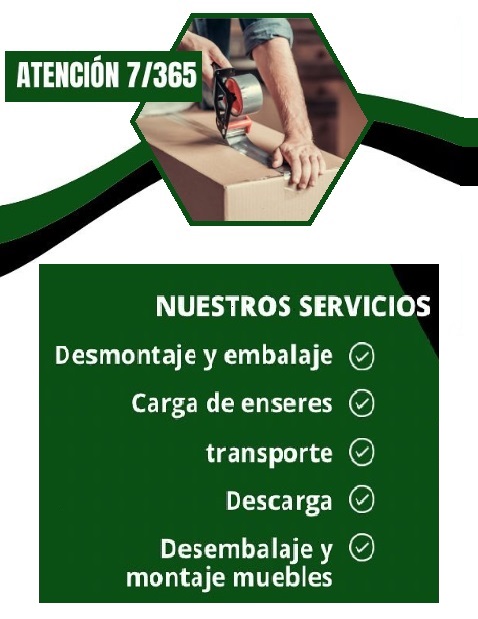 ATENCIÓN 7/365
NUESTROS SERVICIOS
Desmontaje y embalaje
Carga de enseres
transporte
Descarga
Desembalaje y
montaje muebles